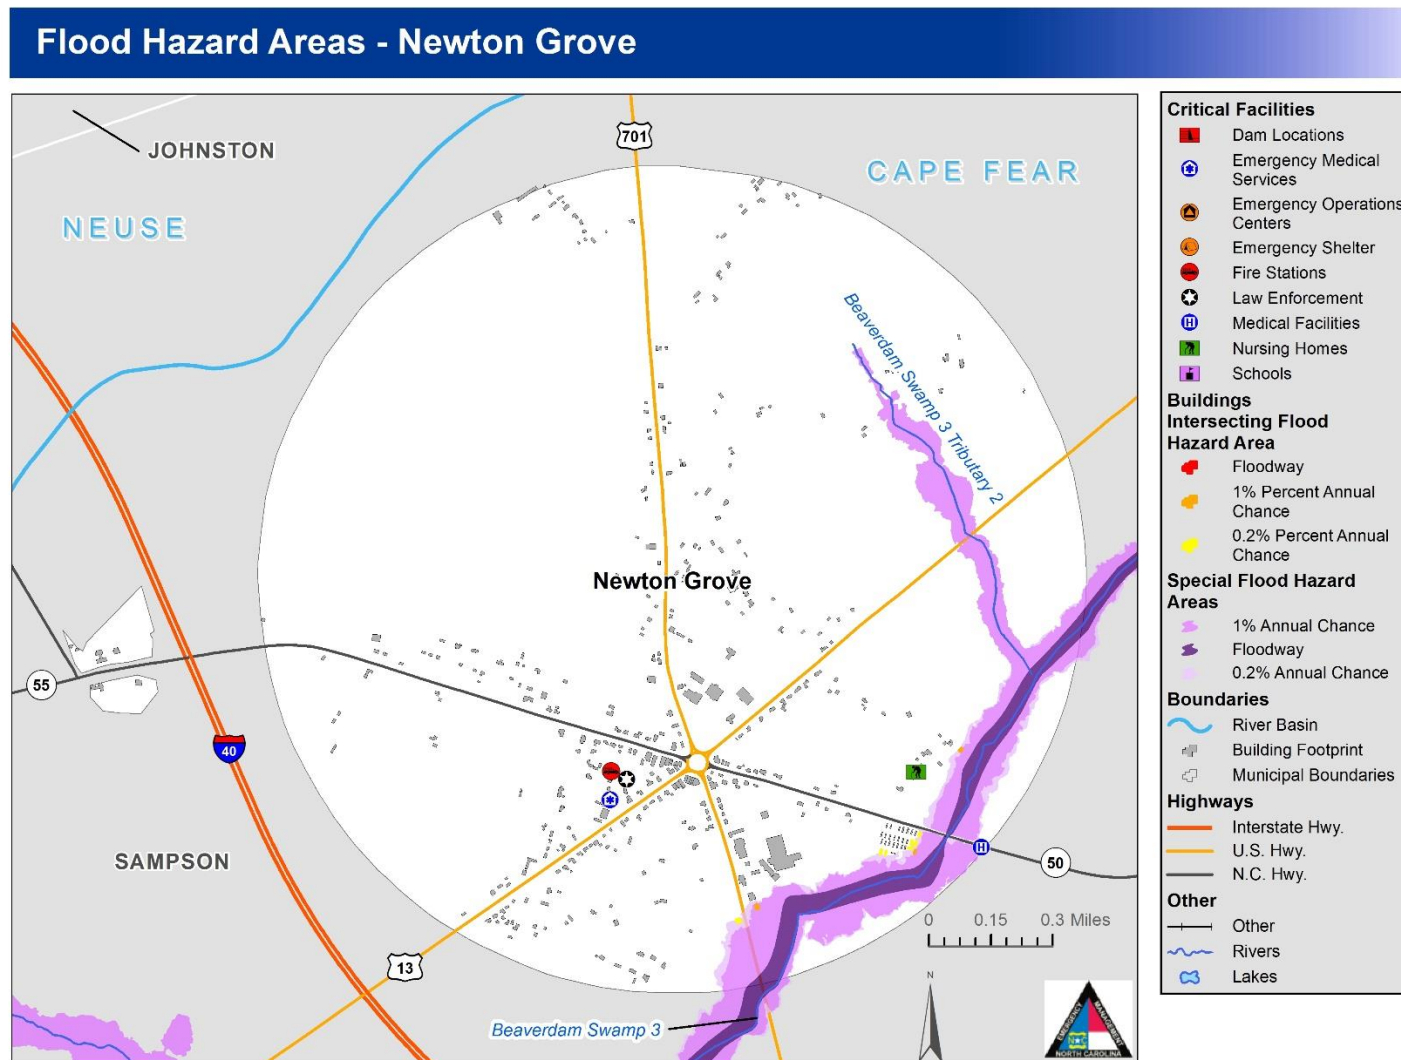 Flood Hazard Areas - Newton Grove
JOHNSTON
NEUSE
701
CAPE FEAR
Beaverdam Swamp 3 Tributary 2
Newton Grove
55
40
SAMPSON
50
13
0 0.15 0.3 Miles
N
Beaverdam Swamp 3
H
EMERGENCY
MANAGEMENT
NORTH CAROLINA
Critical Facilities
Dam Locations
Emergency Medical
Services
Emergency Operations
Centers
Emergency Shelter
Fire Stations
Law Enforcement
H Medical Facilities
Nursing Homes
Schools
Buildings
Intersecting Flood
Hazard Area
Floodway
1% Percent Annual
Chance
0.2% Percent Annual
Chance
Special Flood Hazard
Areas
1% Annual Chance
Floodway
0.2% Annual Chance
Boundaries
River Basin
Building Footprint
Municipal Boundaries
Highways
Interstate Hwy.
U.S. Hwy.
N.C. Hwy.
Other
Other
Rivers
Lakes